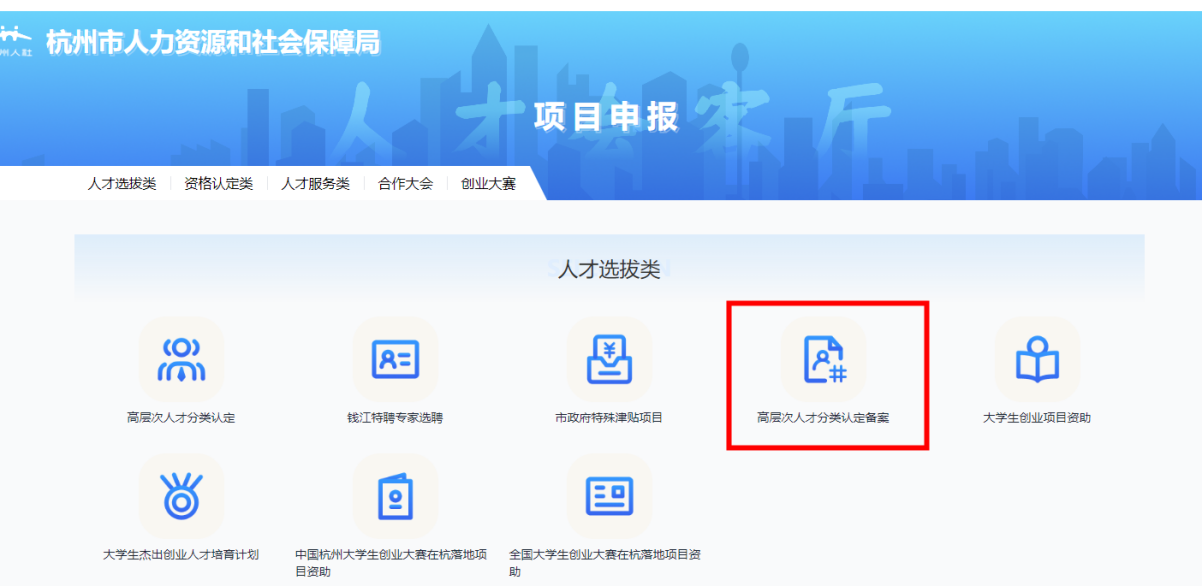 州人社
杭州市人力资源和社会保障局
人才会客厅
项目申报
人才选拔类 资格认定类 人才服务类 合作大会 创业大赛
人才选拔类
高层次人才分类认定 钱江特聘专家选聘 市政府特殊津贴项目 高层次人才分类认定备案 大学生创业项目资助
大学生杰出创业人才培育计划 中国杭州大学生创业大赛在杭落地项 全国大学生创业大赛在杭落地项目资
目资助 助